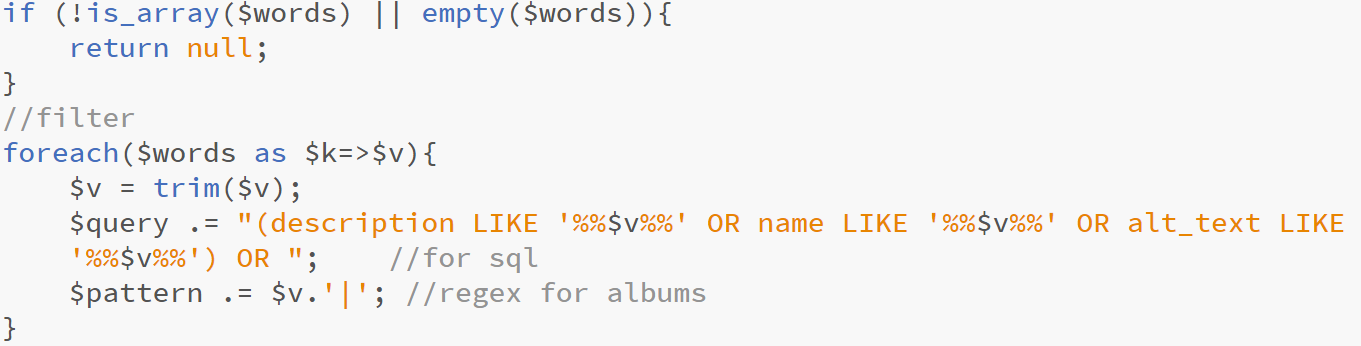 if (!is_array($words) || empty($words)){
    return null;
}
//filter
foreach($words as $k=>$v){
    $v = trim($v);
    $query .= "(description LIKE '%%$v%%' OR name LIKE '%%$v%%' OR alt_text LIKE
    '%%$v%%') OR ";    //for sql
    $pattern .= $v.'|'; //regex for albums
}